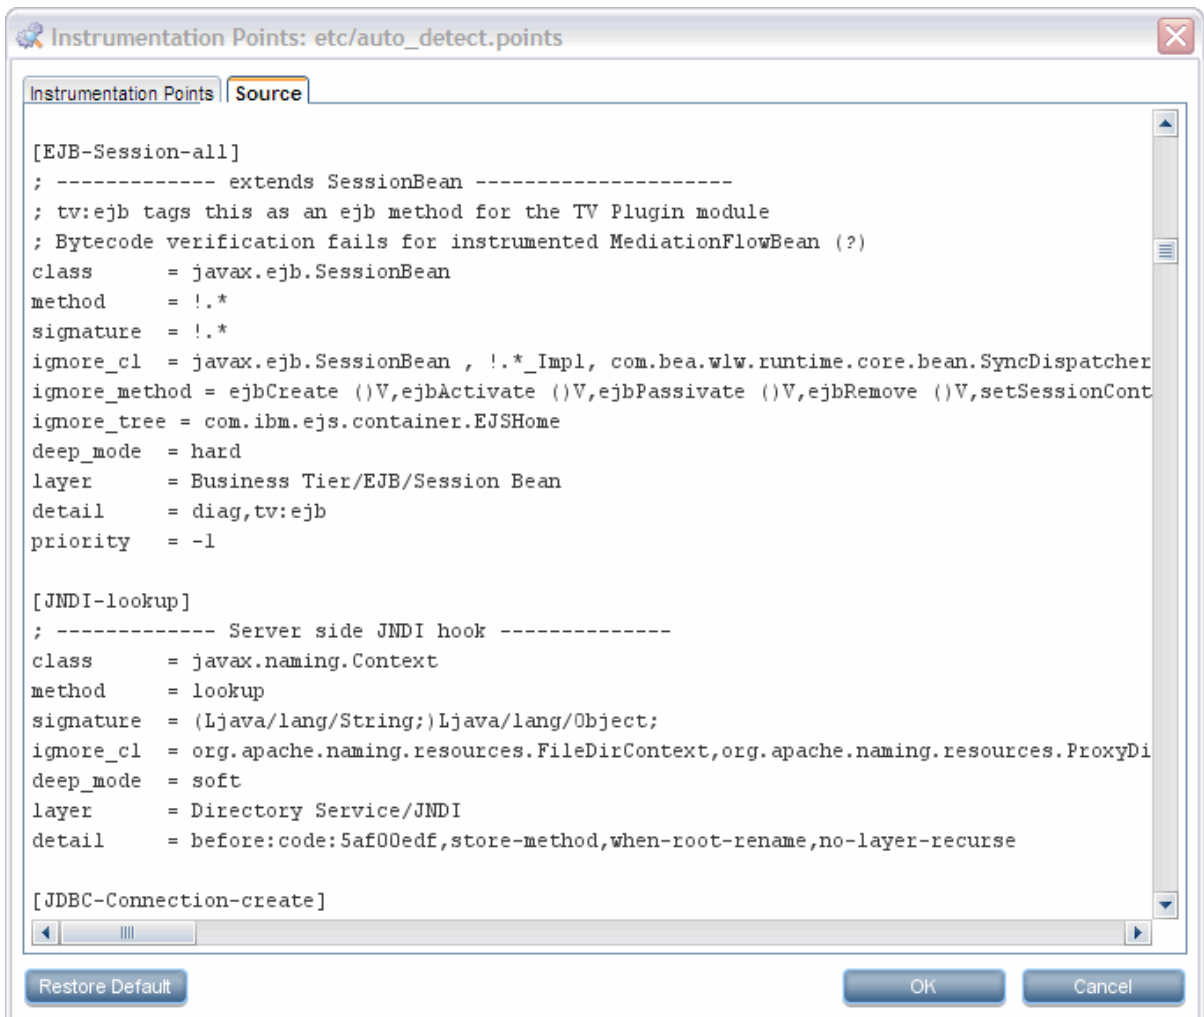 Instrumentation Points: etc/auto_detect.points
Instrumentation Points Source
[EJB-Session-all]
; ------------- extends SessionBean ---------------------
; tv:ejb tags this as an ejb method for the TV Plugin module
; Bytecode verification fails for instrumented MediationFlowBean (?)
class = javax.ejb.SessionBean
method = !.*
signature = !.*
ignore_cl = javax.ejb.SessionBean , !.*_Impl, com.bea.wlw.runtime.core.bean.SyncDispatcher
ignore_method = ejbCreate ()V,ejbActivate ()V,ejbPassivate ()V,ejbRemove ()V,setSessionCont
ignore_tree = com.ibm.ejs.container.EJSHome
deep_mode = hard
layer = Business Tier/EJB/Session Bean
detail = diag,tv:ejb
priority = -1
[JNDI-lookup]
; ------------- Server side JNDI hook --------------
class = javax.naming.Context
method = lookup
signature = (Ljava/lang/String;)Ljava/lang/Object;
ignore_cl = org.apache.naming.resources.FileDirContext,org.apache.naming.resources.ProxyDi
deep_mode = soft
layer = Directory Service/JNDI
detail = before:code:5af00edf,store-method,when-root-rename,no-layer-recurse
[JDBC-Connection-create]
Restore Default OK Cancel